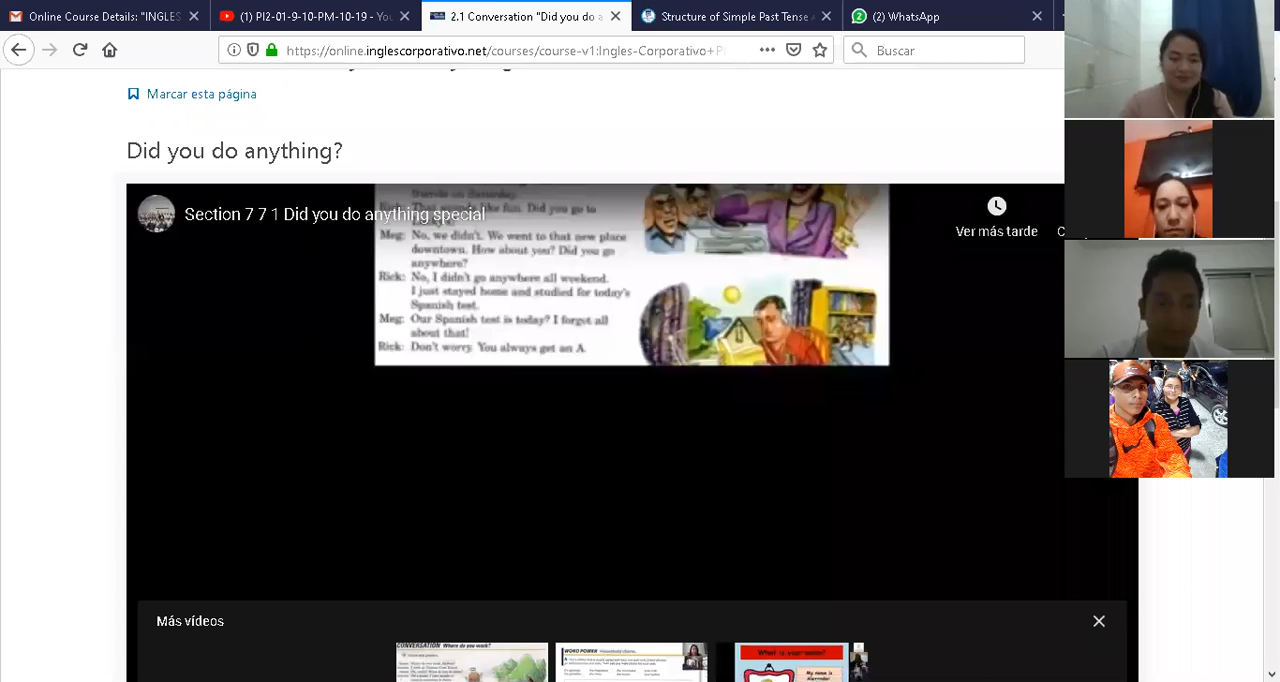 Online Course Details: "INGLES
(1) PI2-01-9-10-PM-10-19 - You
2.1 Conversation "Did you do a
Structure of Simple Past Tense
(2) WhatsApp
https://online.inglescorporativo.net/courses/course-v1:Ingles-Corporativo+P
Buscar
Marcar esta página
Did you do anything?
Section 7 7 1 Did you do anything special
Ver más tarde
on Saturday.
That sounds like fun. Did you go to
Meg: No, we didn't. We went to that new place
downtown. How about you? Did you go
anywhere?
Rick: No, I didn't go anywhere all weekend.
I just stayed home and studied for today's
Spanish test.
Meg: Our Spanish test is today? I forgot all
about that!
Rick: Don't worry. You always get an A.
Más vídeos
CONVERSATION Where do you work?
WORD POWER
What is your name?
My name is